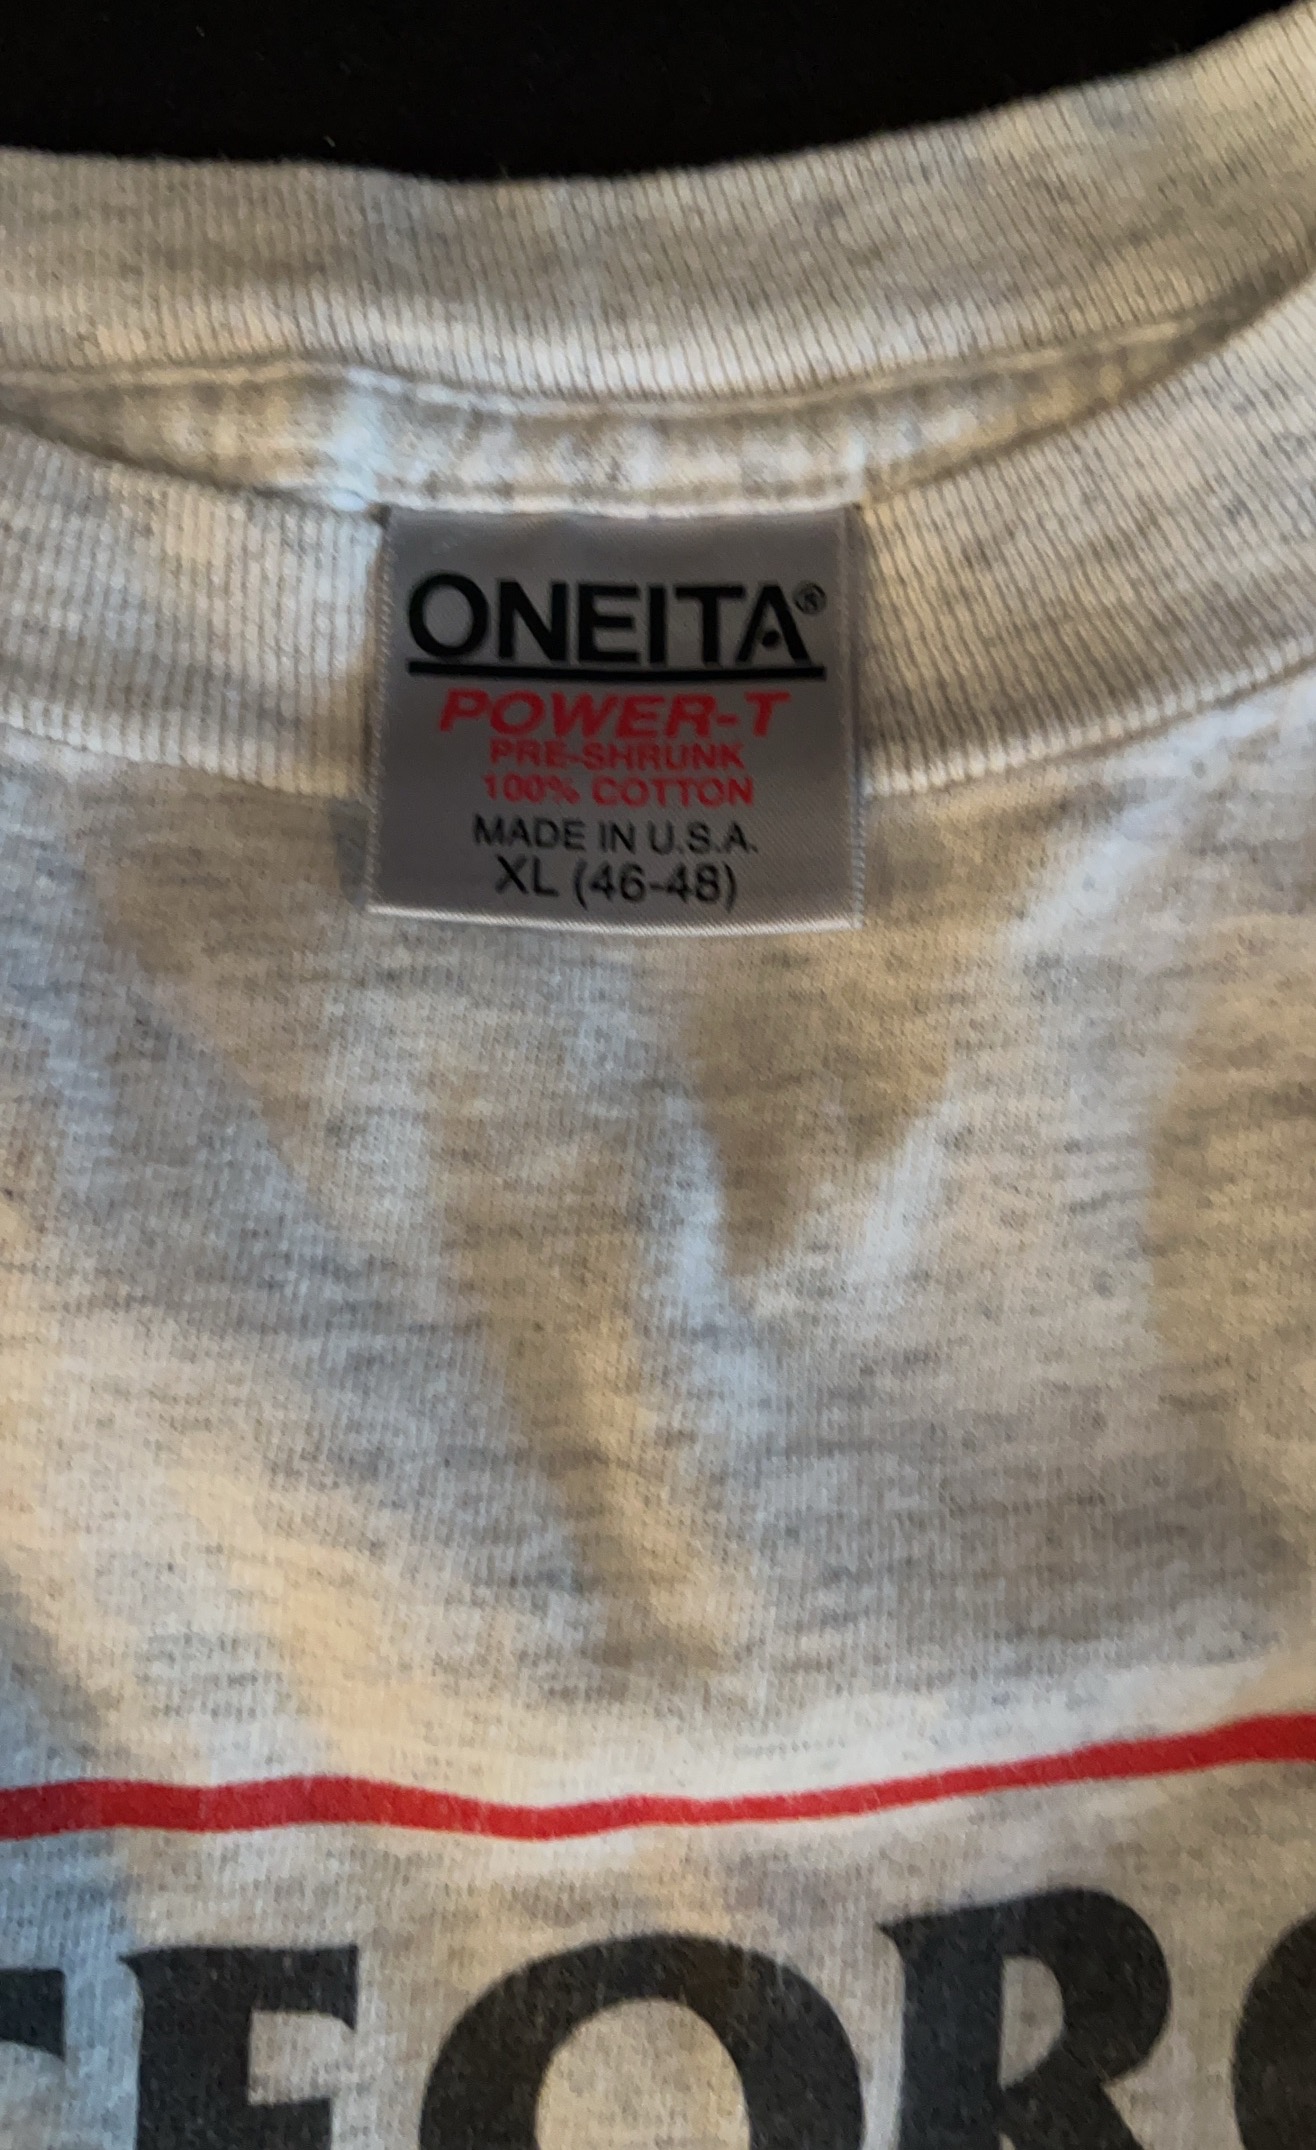 ONEITA®
POWER-T
PRE-SHRUNK
100% COTTON
MADE IN U.S.A.
XL (46-48)